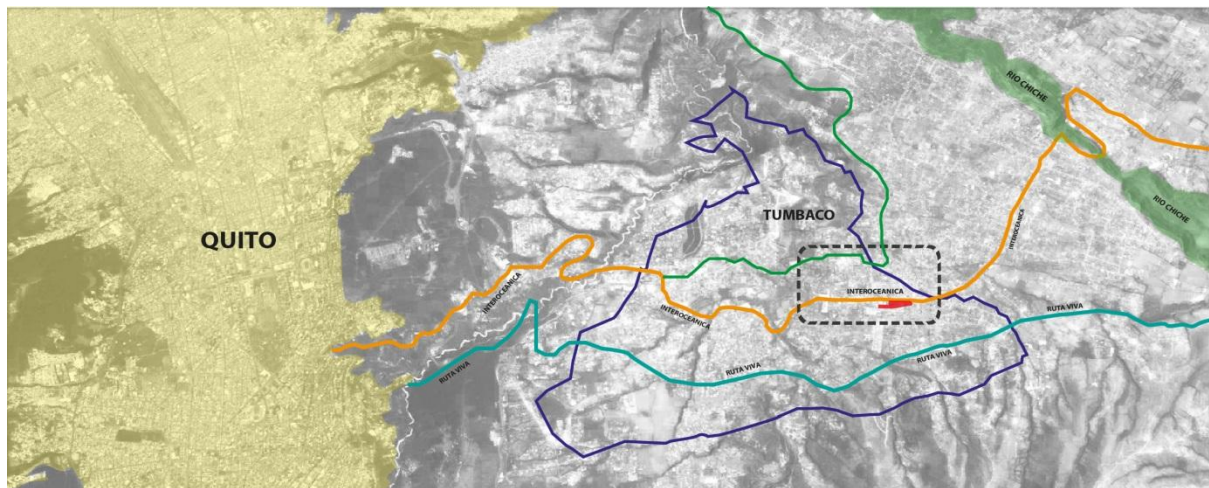 RIO CHICHE
RIO CHICHE
TUMBACO
QUITO
INTEROCEANICA
INTEROCEANICA
INTEROCEANICA
INTEROCEANICA
RUTA VIVA
RUTA VIVA
RUTA VIVA
RUTA VIVA